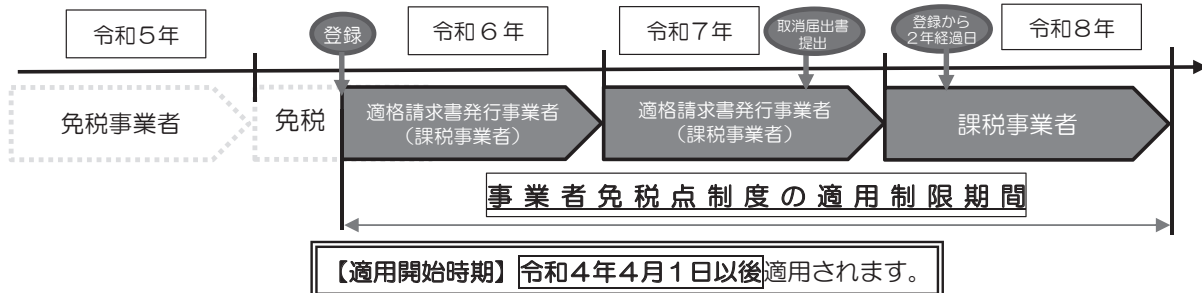 令和5年
登録
令和6年
令和7年
取消届出書
提出
登録から
2年経過日
令和8年
免税事業者
免税
適格請求書発行事業者
（課税事業者）
適格請求書発行事業者
（課税事業者）
課税事業者
事業者免税点制度の適用制限期間
【適用開始時期】令和4年4月1日以後適用されます。